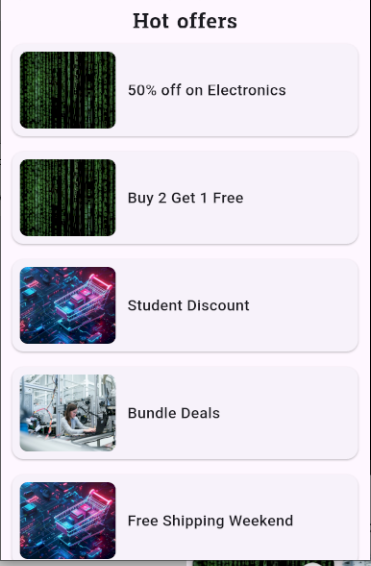 Hot offers
50% off on Electronics
Buy 2 Get 1 Free
Student Discount
Bundle Deals
Free Shipping Weekend